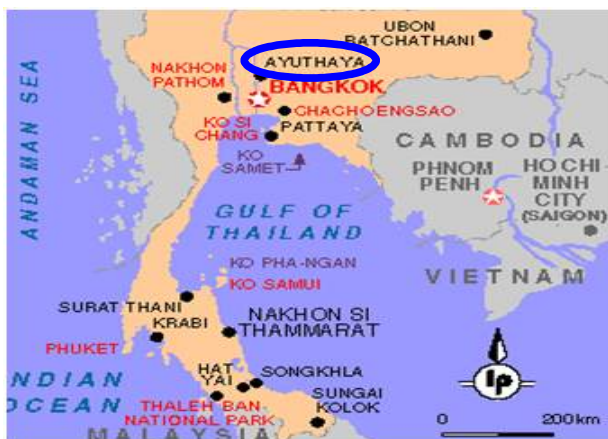 UBON
RATCHATHANI
AYUTHAYA
NAKHON
PATHOM
BANGKOK
CHACHOENGSAO
KO SI
CHANG
PATTAYA
KO
SAMET
ANDAMAN SEA
CAMBODIA
PHNOM
PENH
HO CHI
MINH
CITY
(SAIGON)
GULF OF
THAILAND
KO PHA-NGAN
KO SAMUI
VIETNAM
SURAT THANI
KRABI
NAKHON SI
THAMMARAT
PHUKET
HAT
YAI
SONGKHLA
SUNGAI
KOLOK
NDIAN
OCEAN
THALEH BAN
NATIONAL PARK
MALAYSIA
lp
0 200km